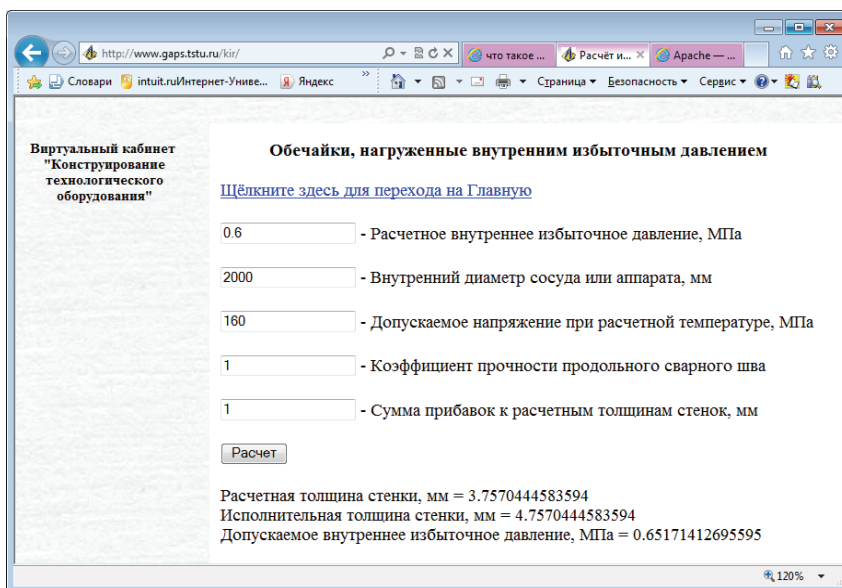 http://www.gaps.tstu.ru/kir/
что такое ...
Расчёт и...
Apache — ...
Словари
intuit.ruИнтернет-Униве...
Яндекс
Страница
Безопасность
Сервис
Виртуальный кабинет
"Конструирование
технологического
оборудования"
Обечайки, нагруженные внутренним избыточным давлением
Щёлкните здесь для перехода на Главную
0.6 - Расчетное внутреннее избыточное давление, МПа
2000 - Внутренний диаметр сосуда или аппарата, мм
160 - Допускаемое напряжение при расчетной температуре, МПа
1 - Коэффициент прочности продольного сварного шва
1 - Сумма прибавок к расчетным толщинам стенок, мм
Расчет
Расчетная толщина стенки, мм = 3.7570444583594
Исполнительная толщина стенки, мм = 4.7570444583594
Допускаемое внутреннее избыточное давление, МПа = 0.65171412695595
120%